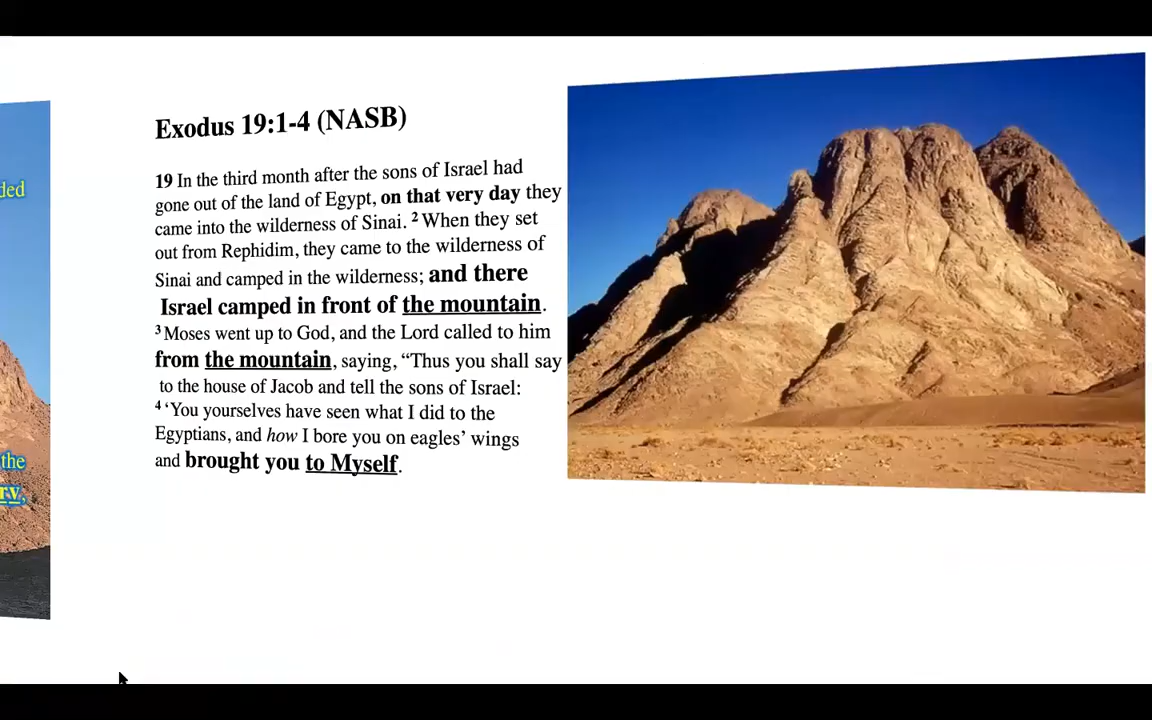 ded
the
ry,
Exodus 19:1-4 (NASB)
19 In the third month after the sons of Israel had
gone out of the land of Egypt, on that very day they
came into the wilderness of Sinai. 2 When they set
out from Rephidim, they came to the wilderness of
Sinai and camped in the wilderness; and there
Israel camped in front of the mountain.
3 Moses went up to God, and the Lord called to him
from the mountain, saying, “Thus you shall say
to the house of Jacob and tell the sons of Israel:
4 ‘You yourselves have seen what I did to the
Egyptians, and how I bore you on eagles’ wings
and brought you to Myself.